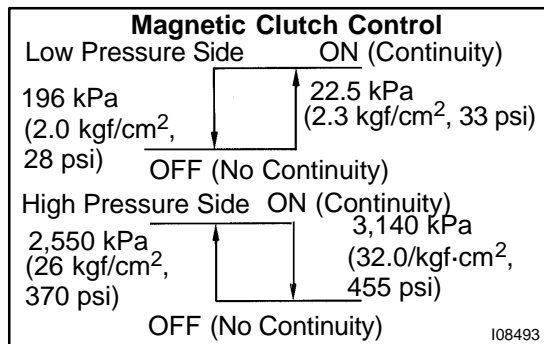 Magnetic Clutch Control
Low Pressure Side ON (Continuity)
196 kPa
(2.0 kgf/cm²,
28 psi)
22.5 kPa
(2.3 kgf/cm², 33 psi)
OFF (No Continuity)
High Pressure Side ON (Continuity)
2,550 kPa
(26 kgf/cm²,
370 psi)
3,140 kPa
(32.0/kgf·cm²,
455 psi)
OFF (No Continuity)
I08493